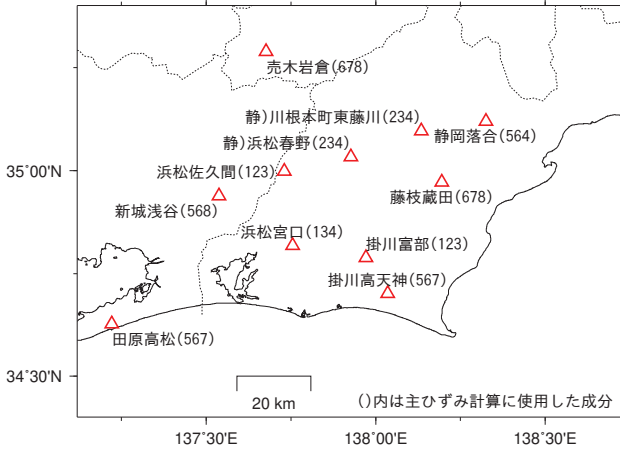 売木岩倉(678)
静)川根本町東藤川(234)
静岡落合(564)
静)浜松春野(234)
35˚00'N
浜松佐久間(123)
藤枝蔵田(678)
新城浅谷(568)
浜松宮口(134)
掛川富部(123)
掛川高天神(567)
田原高松(567)
34˚30'N
20 km
()内は主ひずみ計算に使用した成分
137˚30'E
138˚00'E
138˚30'E